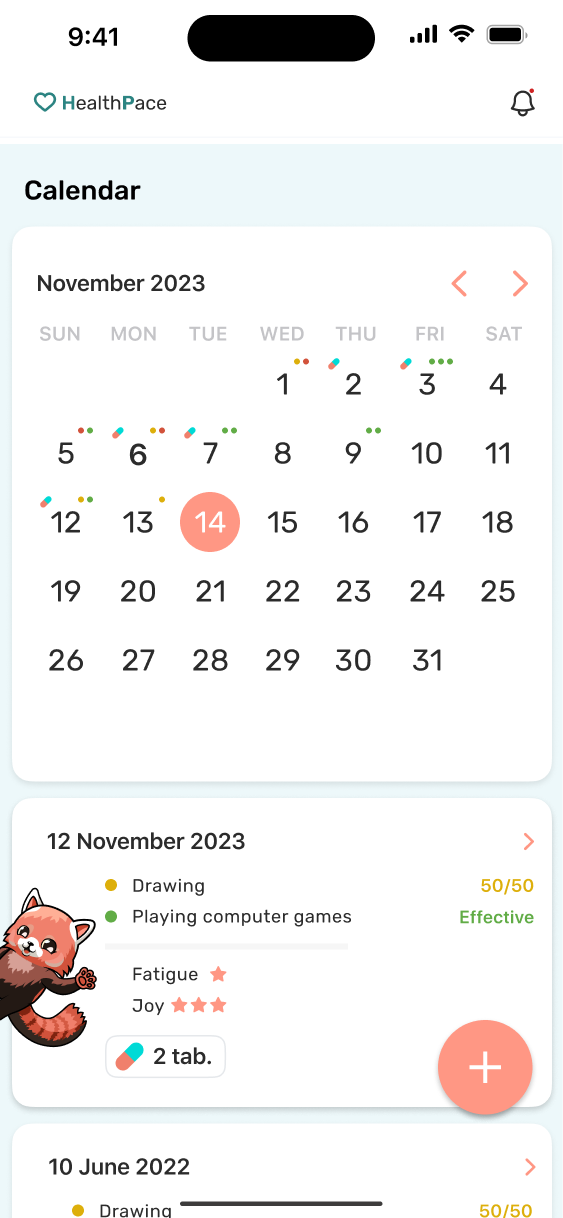 9:41
HealthPace
Calendar
November 2023
SUN MON TUE WED THU FRI SAT
1 2 3 4
5 6 7 8 9 10 11
12 13 14 15 16 17 18
19 20 21 22 23 24 25
26 27 28 29 30 31
12 November 2023
Drawing 50/50
Playing computer games Effective
Fatigue
Joy
2 tab.
10 June 2022
Drawing 50/50